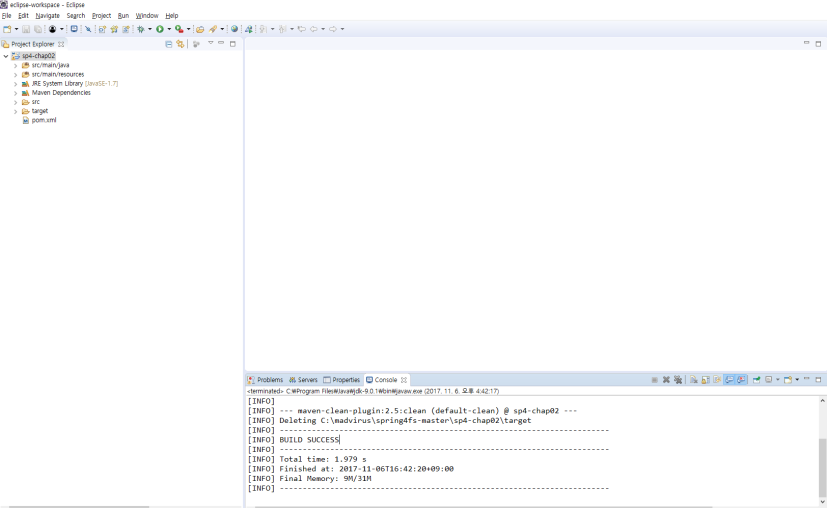 eclipse-workspace - Eclipse
File Edit Navigate Search Project Run Window Help
Project Explorer
sp4-chap02
src/main/java
src/main/resources
JRE System Library [JavaSE-1.7]
Maven Dependencies
src
target
pom.xml
Problems Servers Properties Console
<terminated> C:₩Program Files₩Java₩jdk-9.0.1₩bin₩javaw.exe (2017. 11. 6. 오후 4:42:17)
[INFO]
[INFO] --- maven-clean-plugin:2.5:clean (default-clean) @ sp4-chap02 ---
[INFO] Deleting C:\madvirus\spring4fs-master\sp4-chap02\target
[INFO] ------------------------------------------------------------------------
[INFO] BUILD SUCCESS
[INFO] ------------------------------------------------------------------------
[INFO] Total time: 1.979 s
[INFO] Finished at: 2017-11-06T16:42:20+09:00
[INFO] Final Memory: 9M/31M
[INFO] ------------------------------------------------------------------------